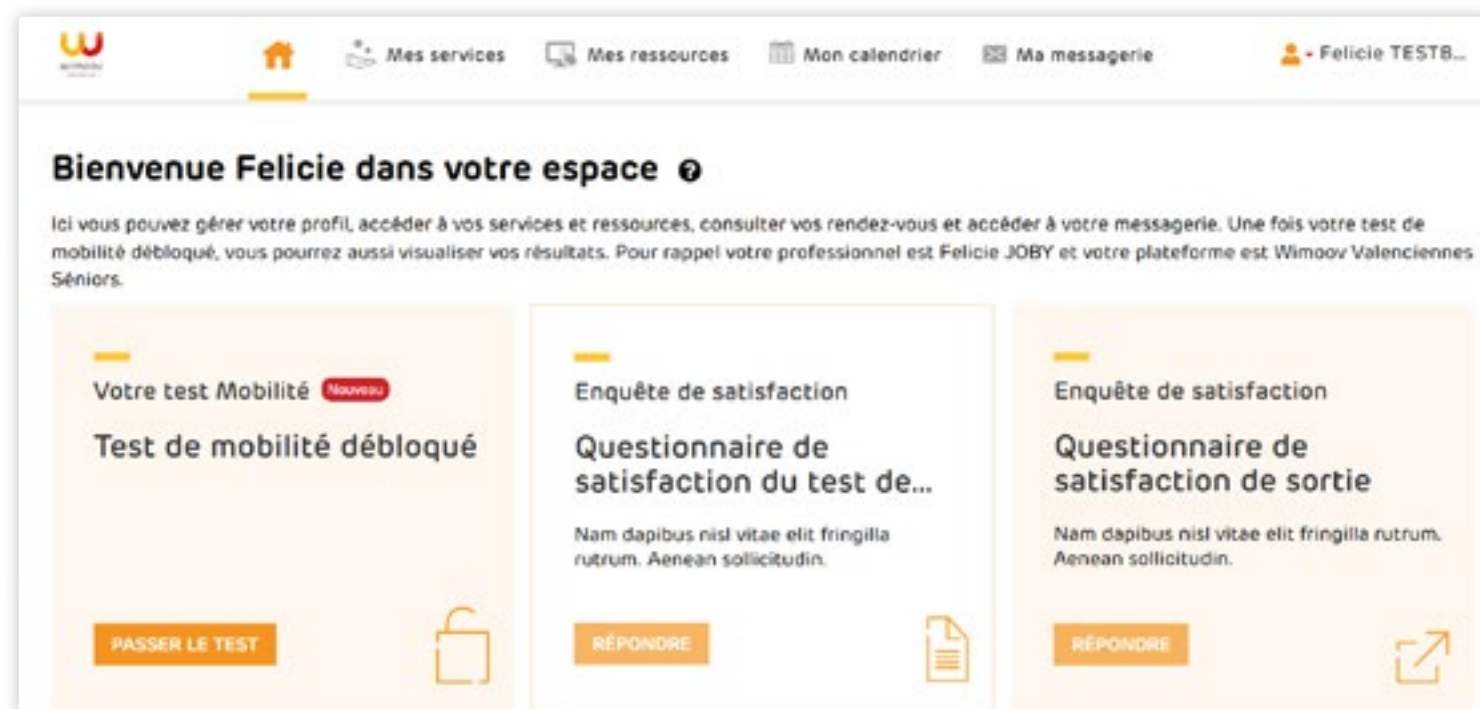 wimoov
Mes services
Mes ressources
Mon calendrier
Ma messagerie
Felicie TESTB...
Bienvenue Felicie dans votre espace
Ici vous pouvez gérer votre profil, accéder à vos services et ressources, consulter vos rendez-vous et accéder à votre messagerie. Une fois votre test de
mobilité débloqué, vous pourrez aussi visualiser vos résultats. Pour rappel votre professionnel est Felicie JOBY et votre plateforme est Wimoov Valenciennes
Séniors.
Votre test Mobilité Nouveau
Test de mobilité débloqué
PASSER LE TEST
Enquête de satisfaction
Questionnaire de
satisfaction du test de...
Nam dapibus nisl vitae elit fringilla
rutrum. Aenean sollicitudin.
RÉPONDRE
Enquête de satisfaction
Questionnaire de
satisfaction de sortie
Nam dapibus nisl vitae elit fringilla rutrum.
Aenean sollicitudin.
RÉPONDRE